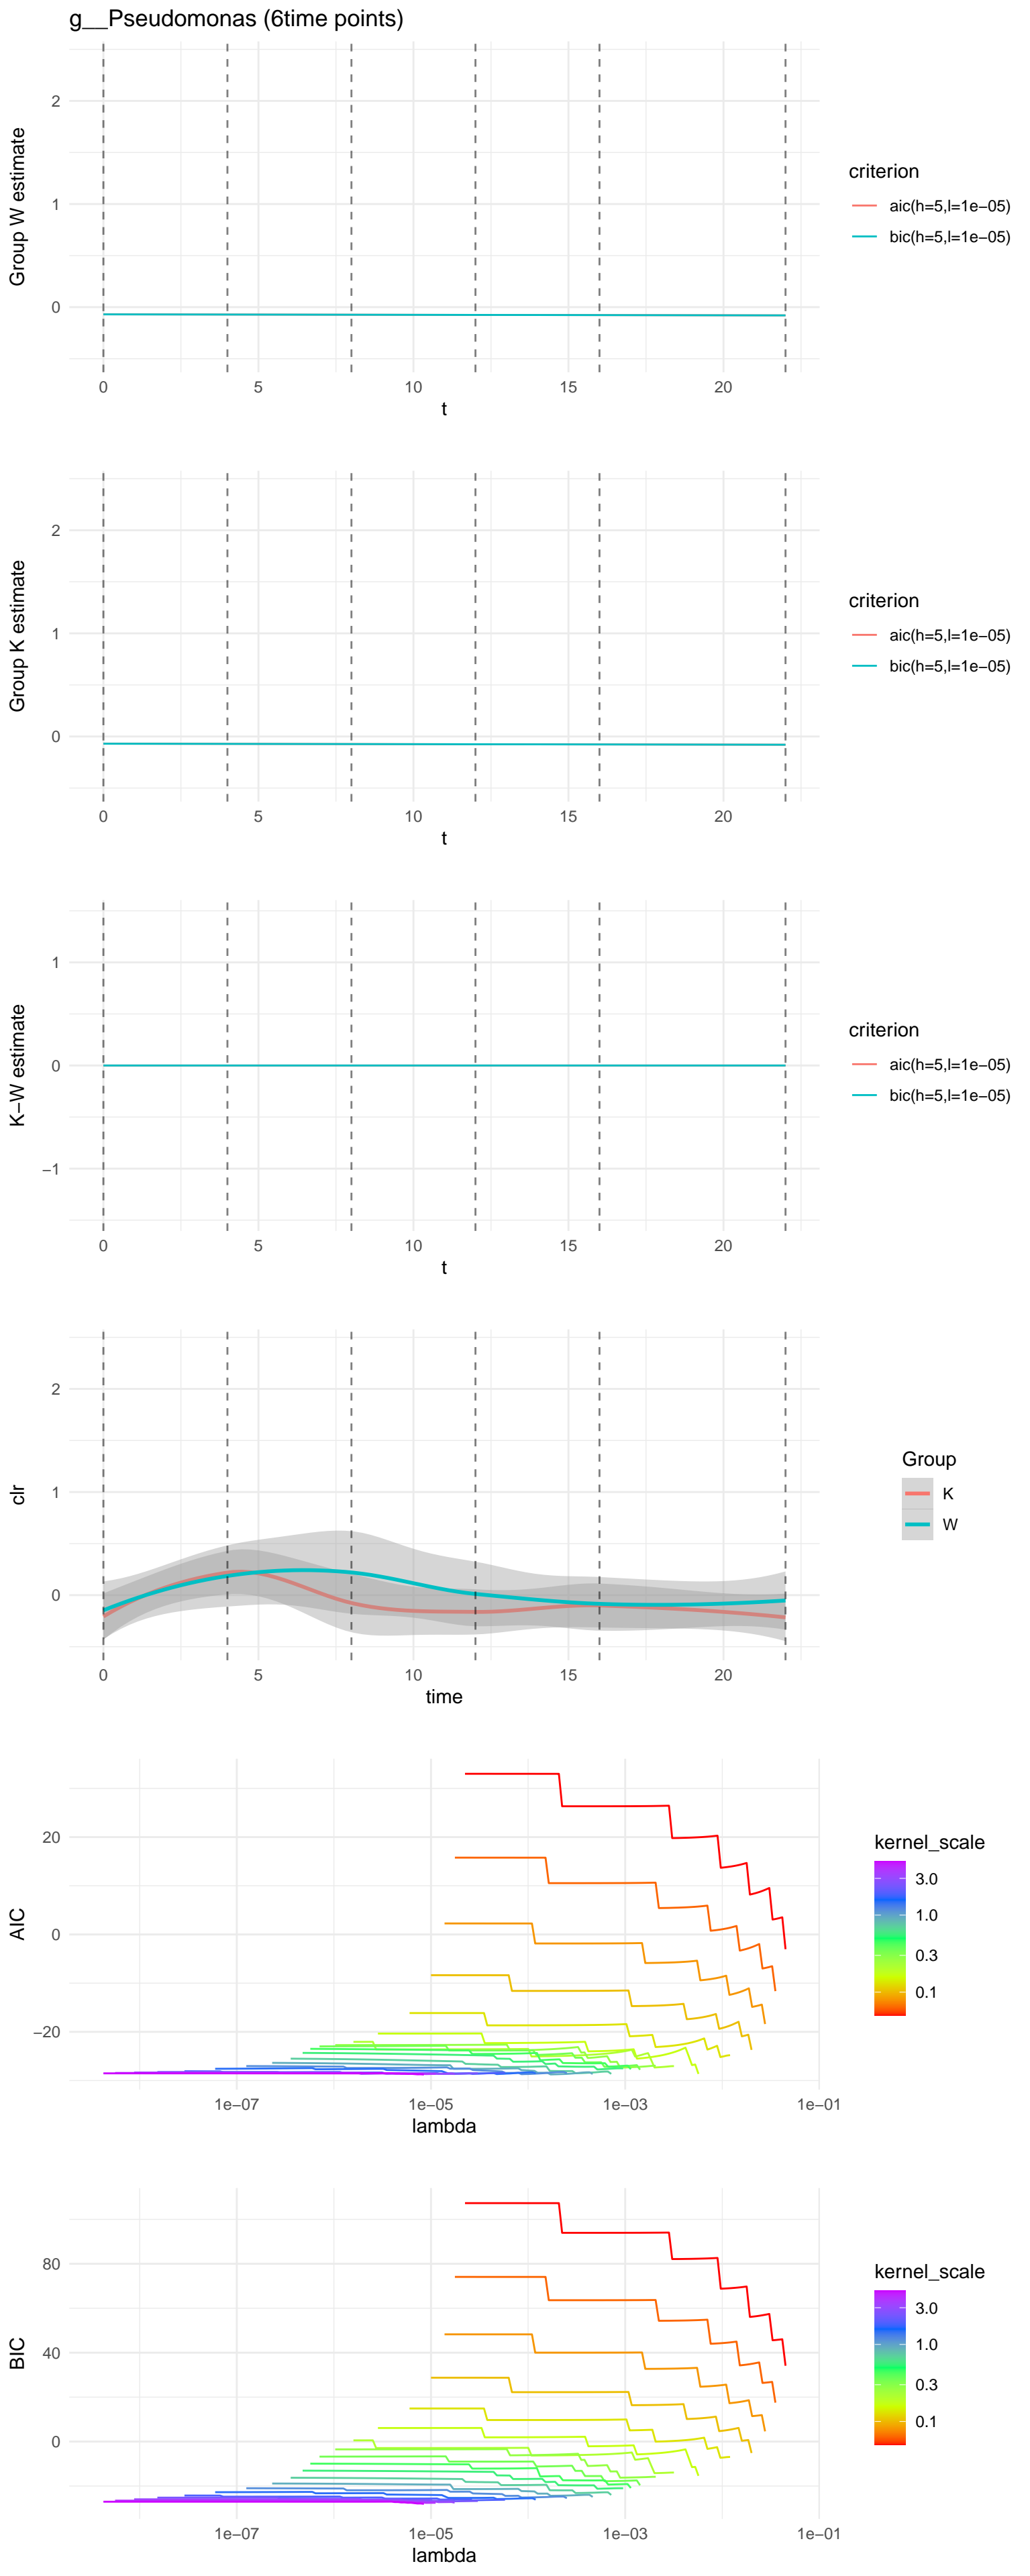 g__Pseudomonas (6time points)
Group W estimate
2
1
0
0
5
10
15
20
t
criterion
aic(h=5,l=1e−05)
bic(h=5,l=1e−05)
Group K estimate
2
1
0
0
5
10
15
20
t
criterion
aic(h=5,l=1e−05)
bic(h=5,l=1e−05)
K−W estimate
1
0
−1
0
5
10
15
20
t
criterion
aic(h=5,l=1e−05)
bic(h=5,l=1e−05)
clr
2
1
0
0
5
10
15
20
time
Group
K
W
AIC
20
0
−20
1e−07
1e−05
1e−03
1e−01
lambda
kernel_scale
3.0
1.0
0.3
0.1
BIC
80
40
0
1e−07
1e−05
1e−03
1e−01
lambda
kernel_scale
3.0
1.0
0.3
0.1